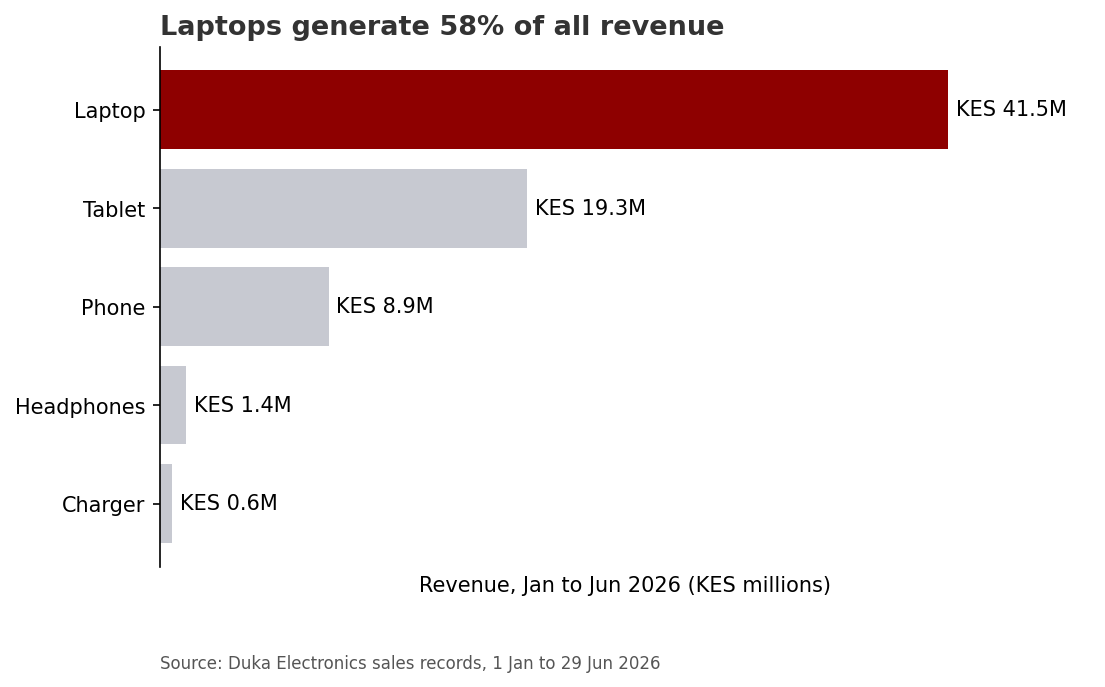 Laptops generate 58% of all revenue
Laptop
KES 41.5M
Tablet
KES 19.3M
Phone
KES 8.9M
Headphones
KES 1.4M
Charger
KES 0.6M
Revenue, Jan to Jun 2026 (KES millions)
Source: Duka Electronics sales records, 1 Jan to 29 Jun 2026